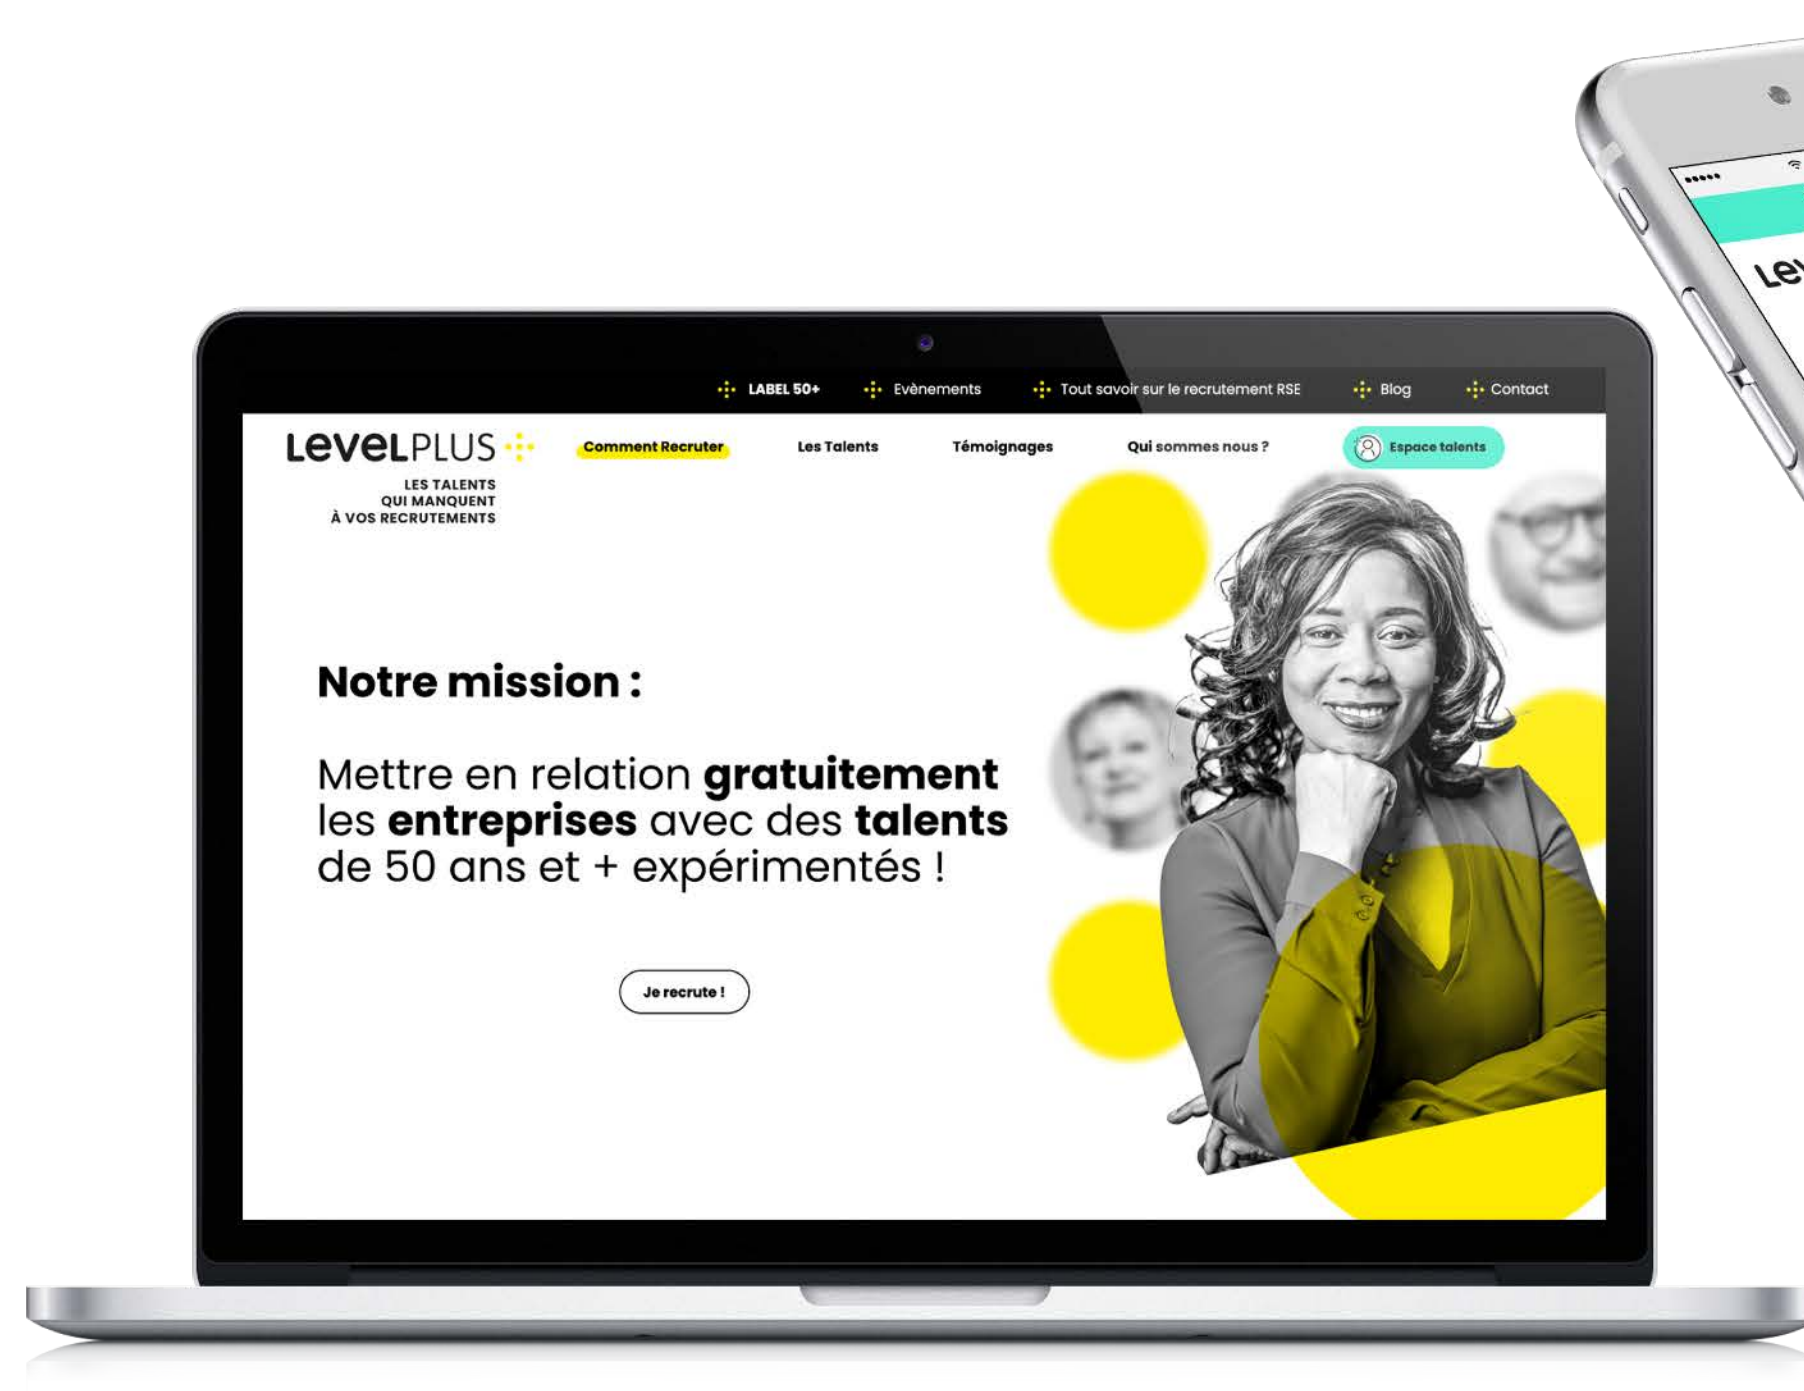 LABEL 50+
Evènements
Tout savoir sur le recrutement RSE
Blog
Contact
LeveLPLUS
Comment Recruter
Les Talents
Témoignages
Qui sommes nous ?
Espace talents
LES TALENTS
QUI MANQUENT
À VOS RECRUTEMENTS
Notre mission :
Mettre en relation gratuitement
les entreprises avec des talents
de 50 ans et + expérimentés !
Je recrute !